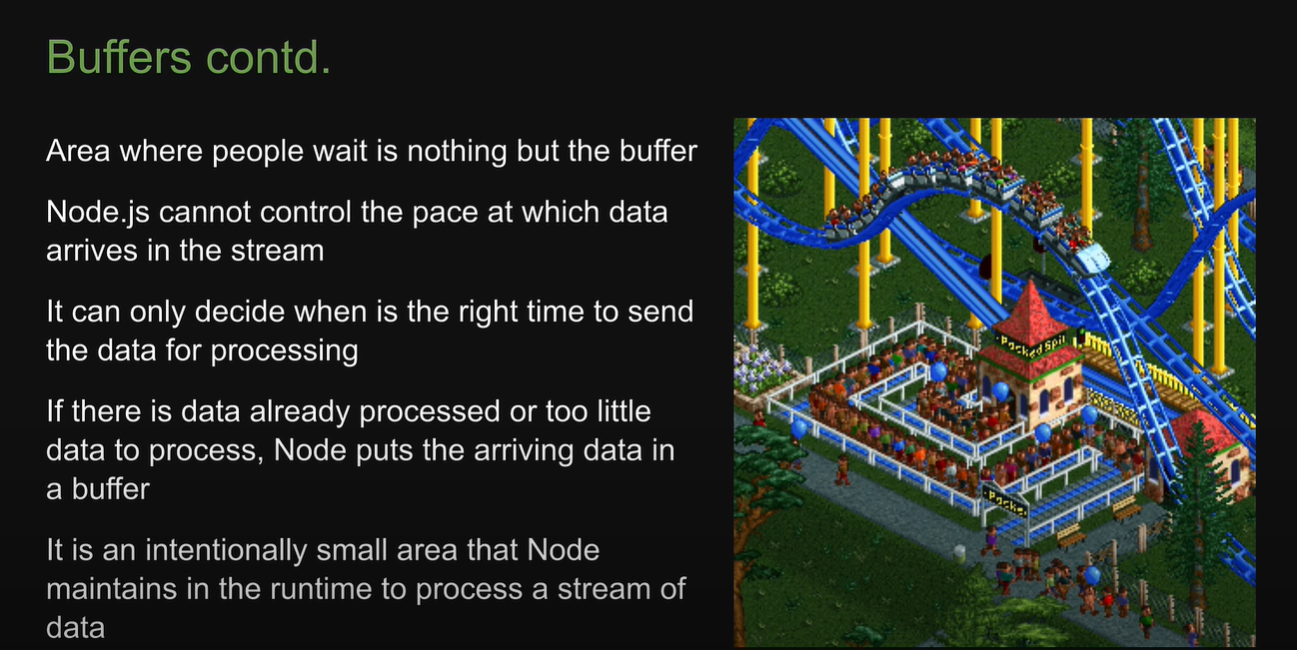 Buffers contd.
Area where people wait is nothing but the buffer
Node.js cannot control the pace at which data
arrives in the stream
It can only decide when is the right time to send
the data for processing
If there is data already processed or too little
data to process, Node puts the arriving data in
a buffer
It is an intentionally small area that Node
maintains in the runtime to process a stream of
data
Packed